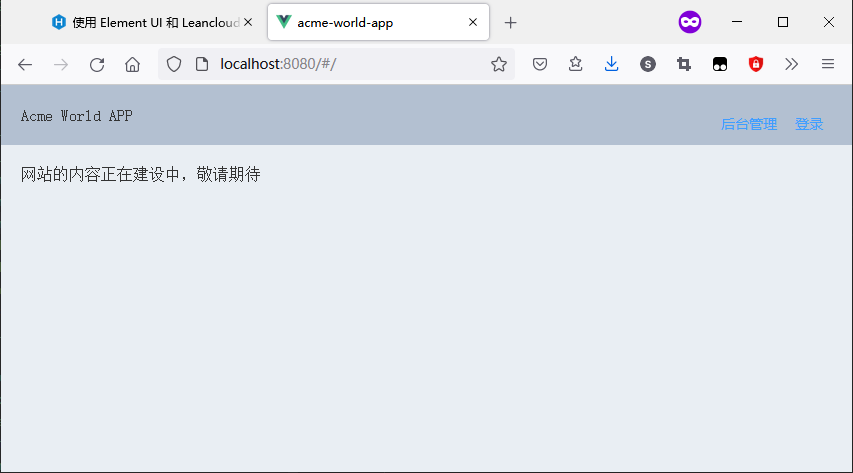 使用 Element UI 和 Leancloud
acme-world-app
localhost:8080/#/
S
Acme World APP
后台管理 登录
网站的内容正在建设中，敬请期待